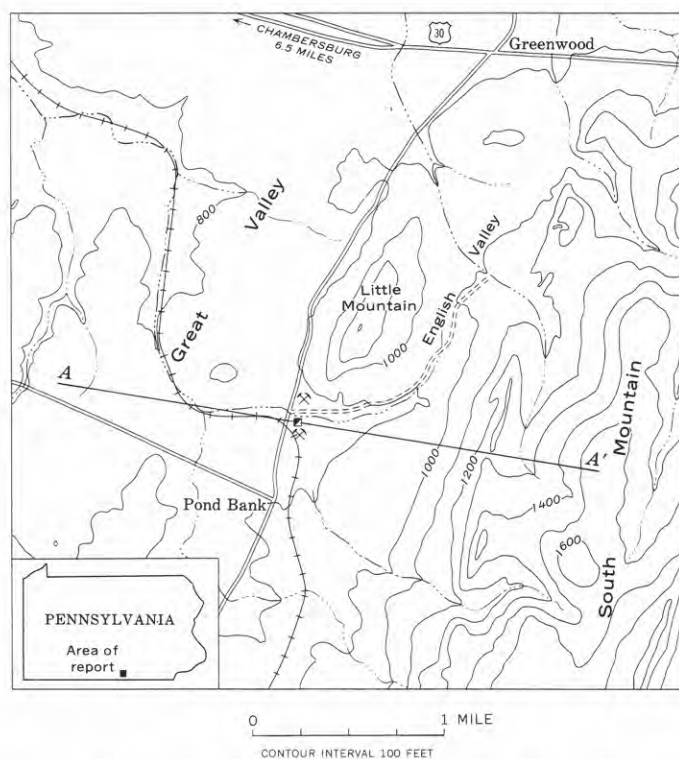 30
CHAMBERSBURG
6.5 MILES
Greenwood
800
Valley
Great
Valley
English
Little
Mountain
1000
A
A'
Mountain
South
1000
1200
1400
1600
Pond Bank
PENNSYLVANIA
Area of
report
0 1 MILE
CONTOUR INTERVAL 100 FEET